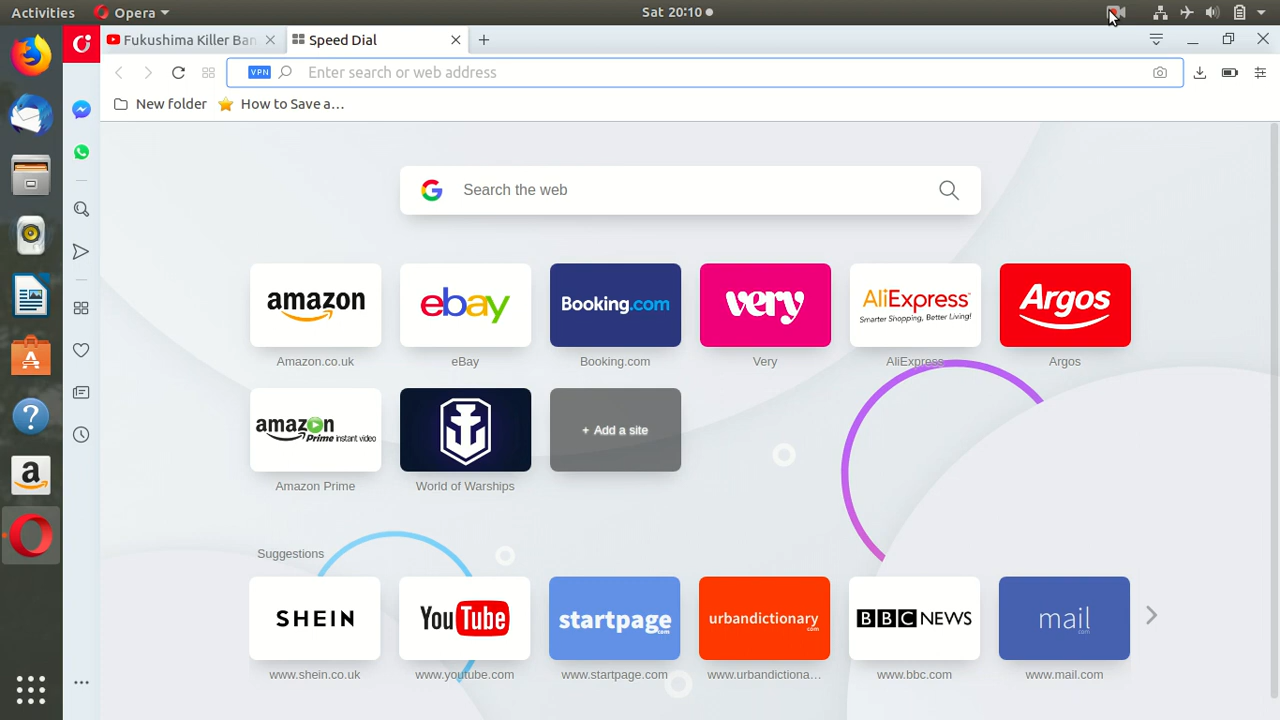 Activities
Opera
Sat 20:10
Fukushima Killer Ban
Speed Dial
VPN
Enter search or web address
New folder
How to Save a…
Search the web
amazon
ebay
Booking.com
very
AliExpress
Smarter Shopping, Better Living!
Argos
Amazon.co.uk
eBay
Booking.com
Very
AliExpress
Argos
amazon
Prime instant video
+ Add a site
Amazon Prime
World of Warships
Suggestions
SHEIN
YouTube
startpage
com
urbandictionary
com
BBC NEWS
mail
com
www.shein.co.uk
www.youtube.com
www.startpage.com
www.urbandictiona…
www.bbc.com
www.mail.com